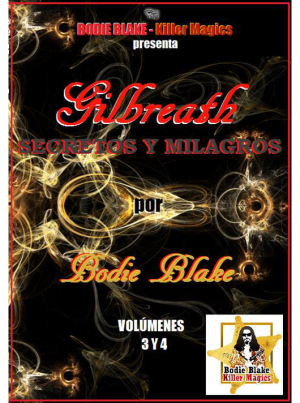 BODIE BLAKE - Killer Magics
presenta
Gilbreath
SECRETOS Y MILAGROS
por
Bodie Blake
VOLÚMENES
3 Y 4
Bodie Blake
Killer Magics